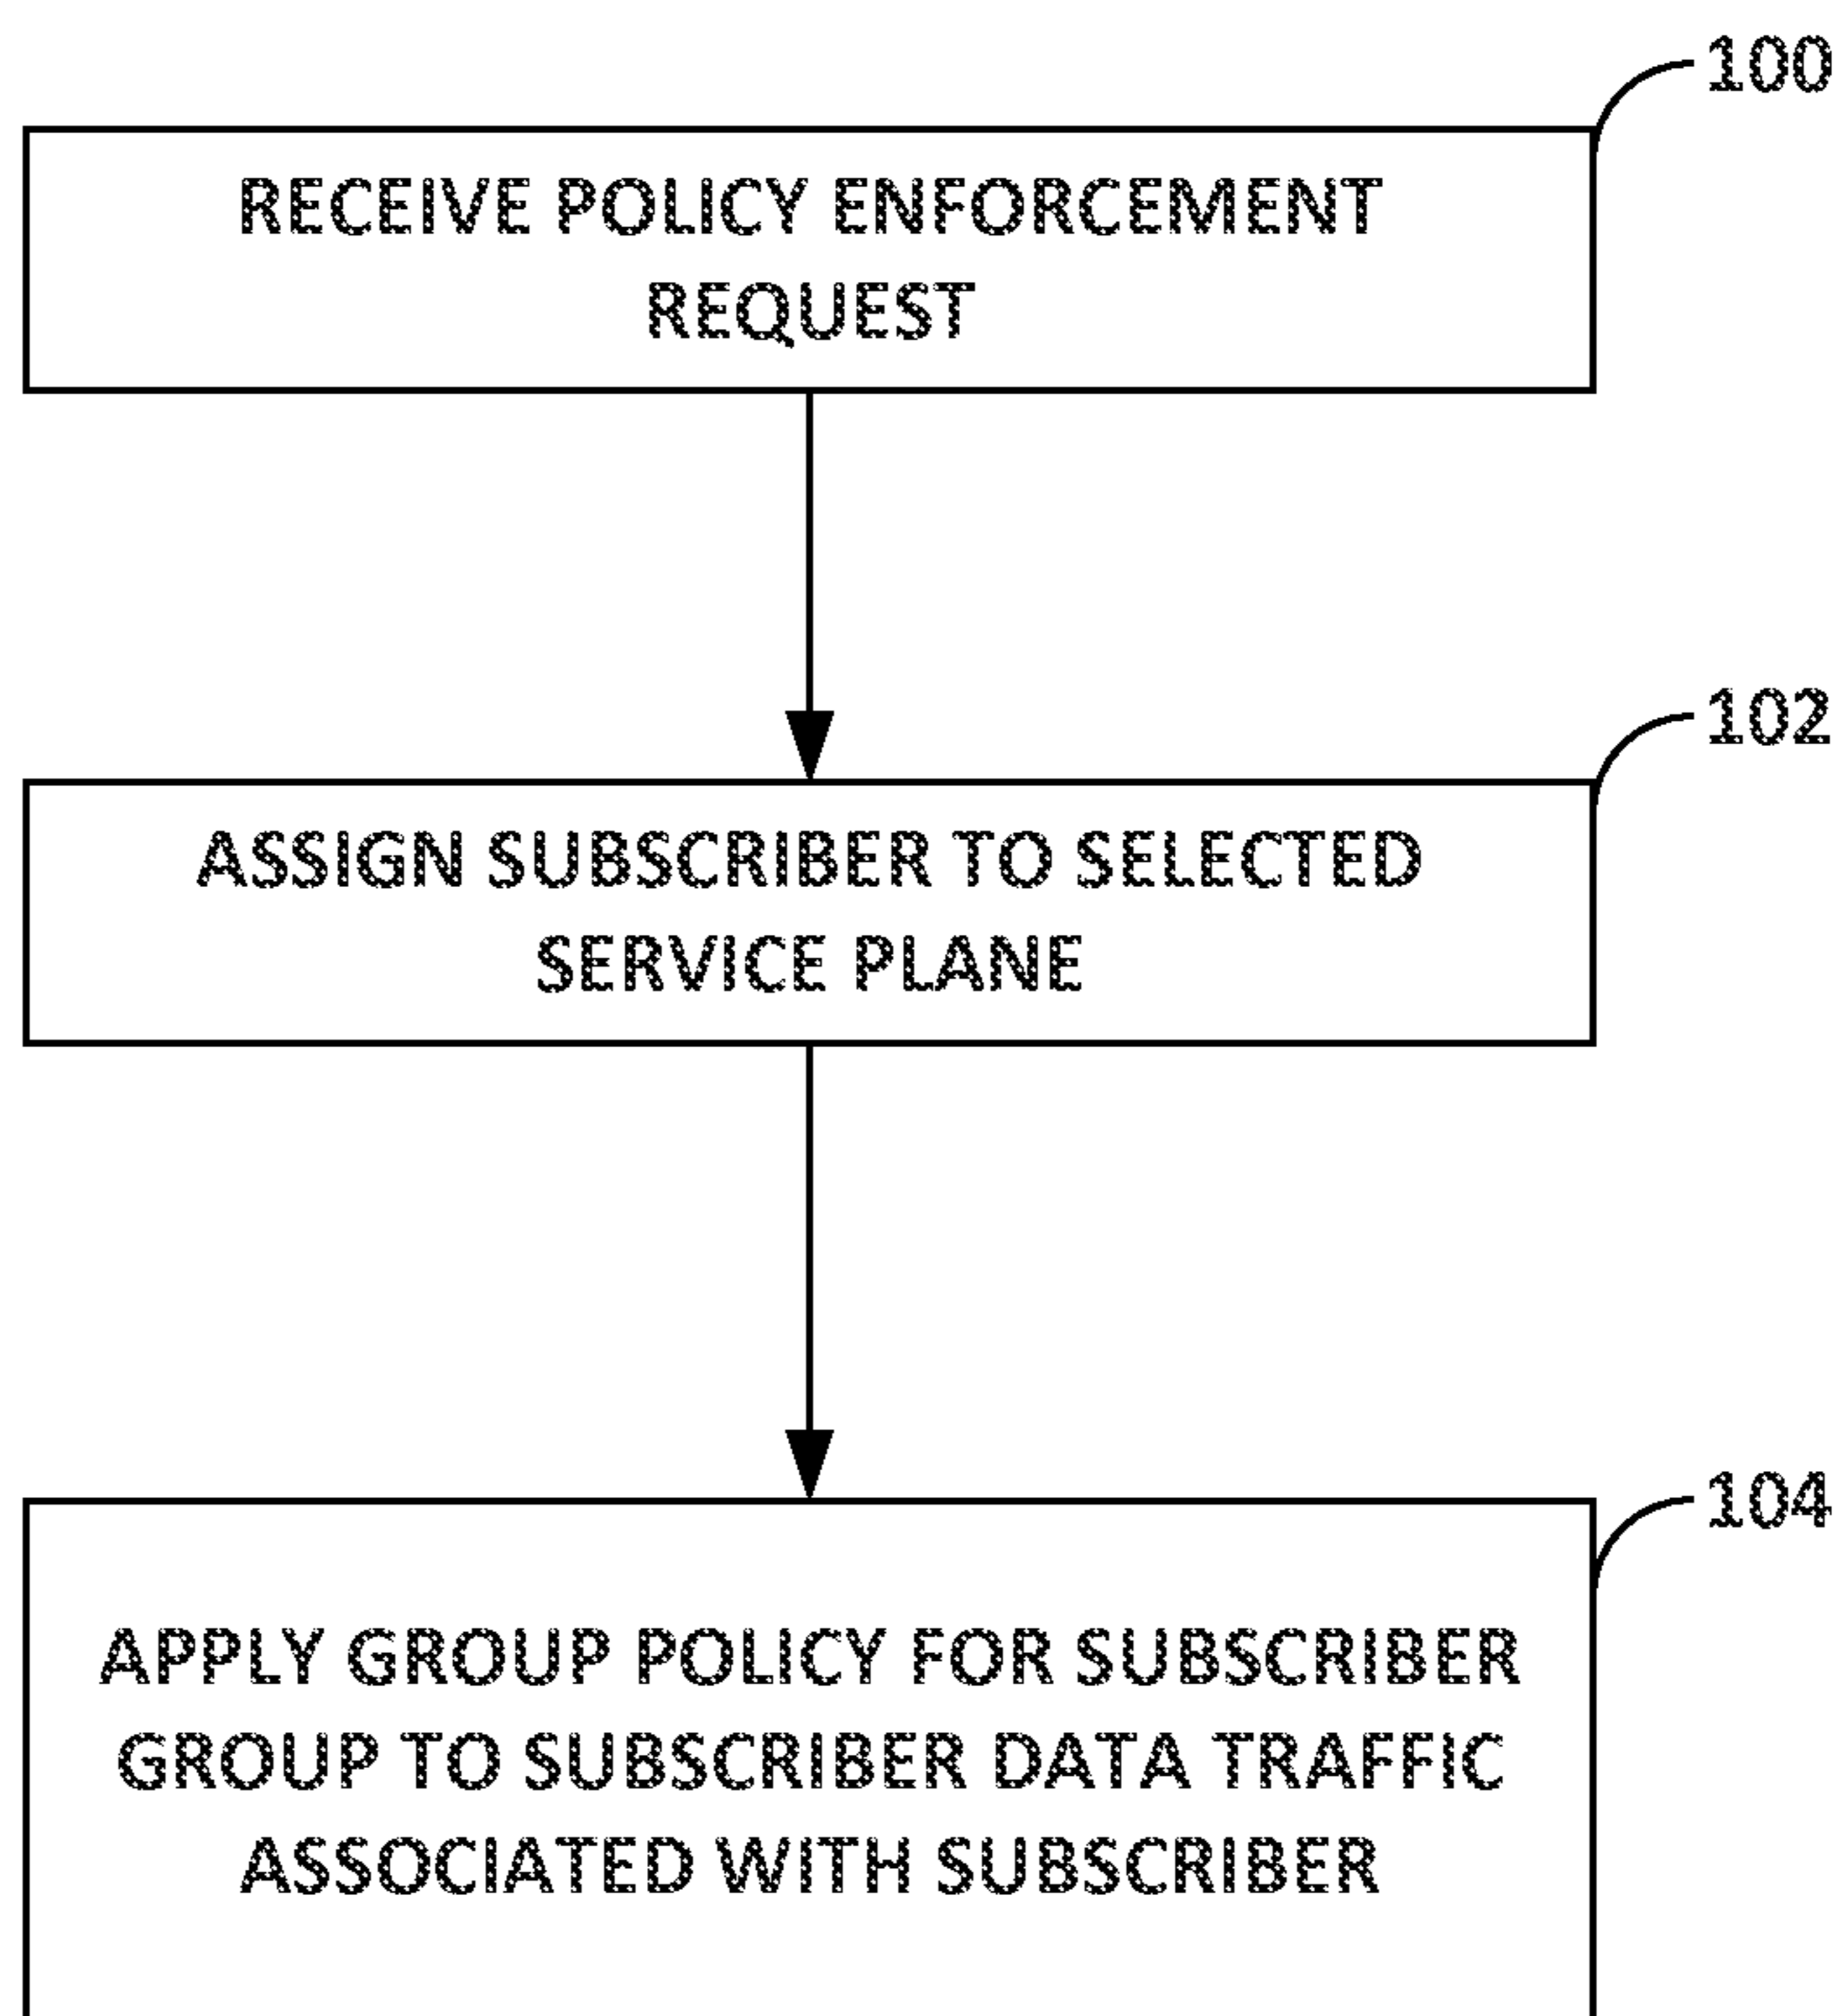 100
RECEIVE POLICY ENFORCEMENT
REQUEST
102
ASSIGN SUBSCRIBER TO SELECTED
SERVICE PLANE
104
APPLY GROUP POLICY FOR SUBSCRIBER
GROUP TO SUBSCRIBER DATA TRAFFIC
ASSOCIATED WITH SUBSCRIBER